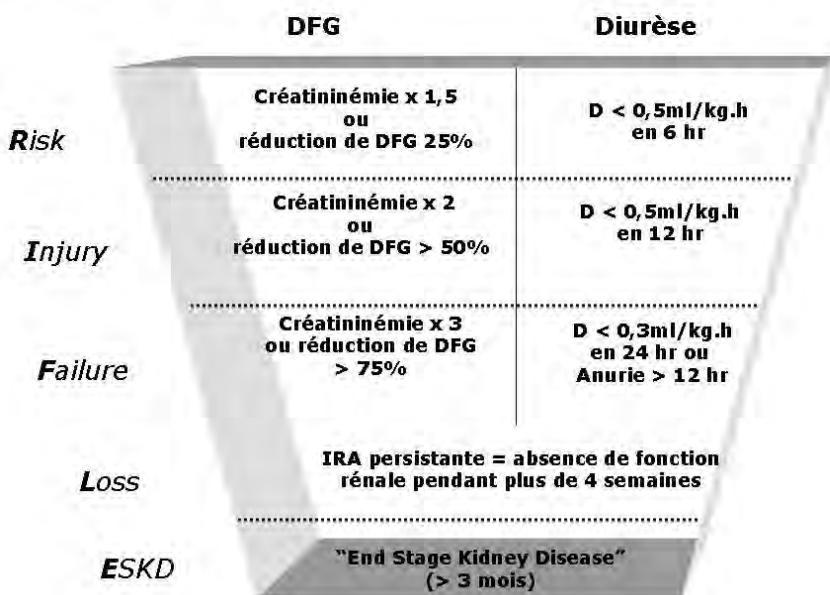 DFG
Diurèse
Risk
Créatininémie x 1,5
ou
réduction de DFG 25%
D < 0,5ml/kg.h
en 6 hr
Injury
Créatininémie x 2
ou
réduction de DFG > 50%
D < 0,5ml/kg.h
en 12 hr
Failure
Créatininémie x 3
ou réduction de DFG
> 75%
D < 0,3ml/kg.h
en 24 hr ou
Anurie > 12 hr
Loss
IRA persistante = absence de fonction
rénale pendant plus de 4 semaines
ESKD
"End Stage Kidney Disease"
(> 3 mois)